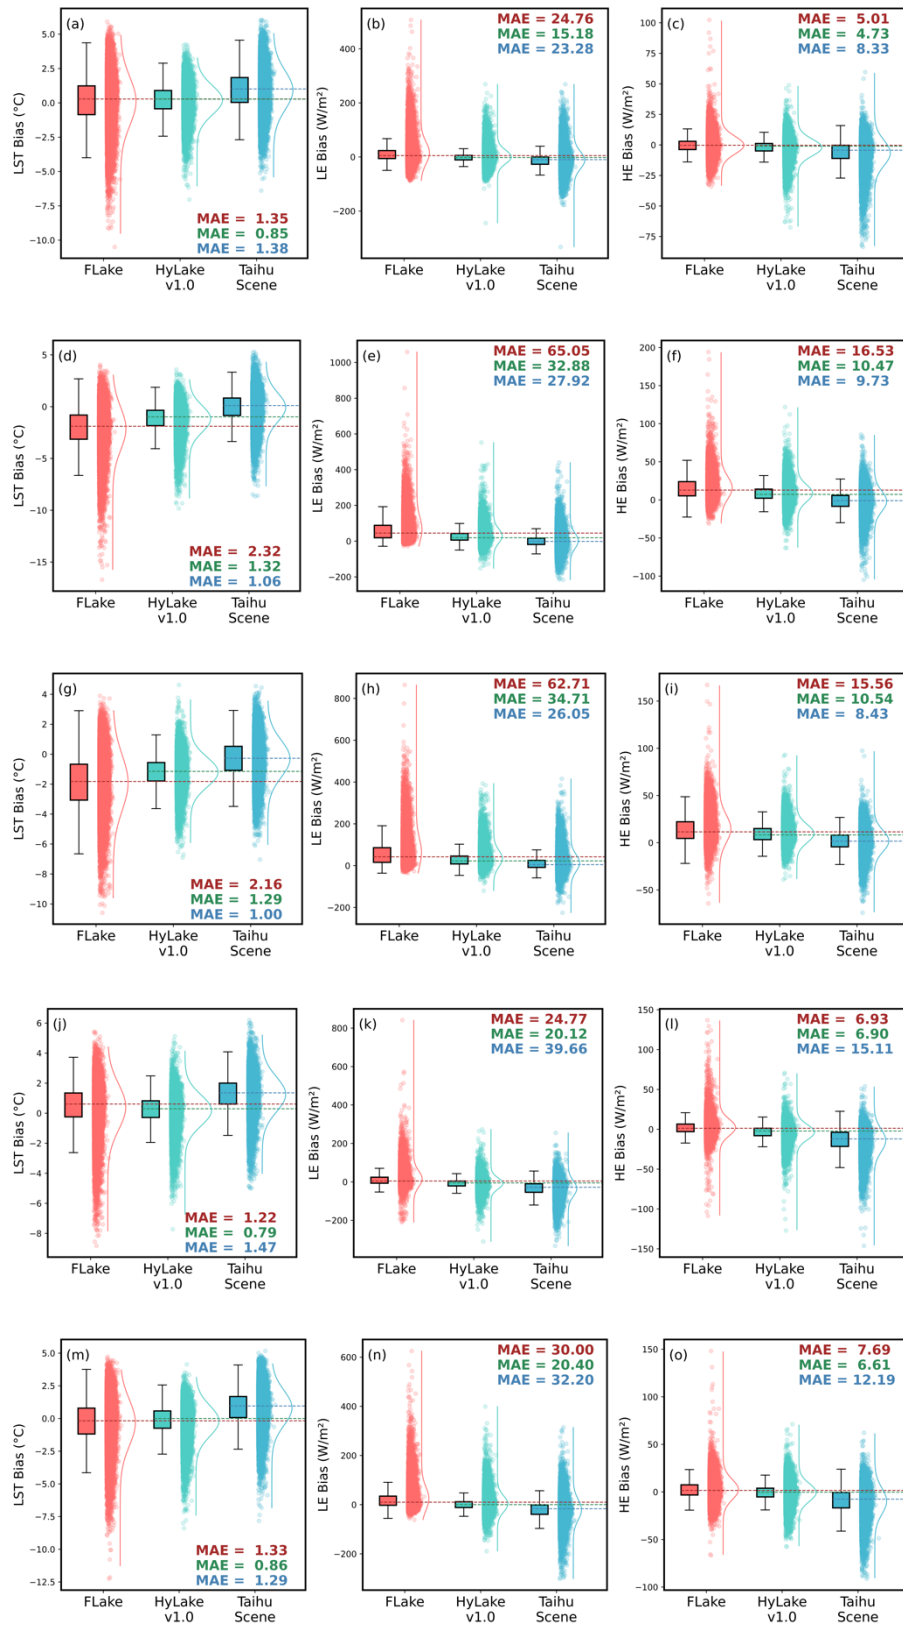 (a)
LST Bias (°C)
5.0
2.5
0.0
−2.5
−5.0
−7.5
−10.0
MAE = 1.35
MAE = 0.85
MAE = 1.38
FLake
HyLake
v1.0
Taihu
Scene
(b)
LE Bias (W/m²)
400
200
0
−200
MAE = 24.76
MAE = 15.18
MAE = 23.28
FLake
HyLake
v1.0
Taihu
Scene
(c)
HE Bias (W/m²)
100
75
50
25
0
−25
−50
−75
MAE = 5.01
MAE = 4.73
MAE = 8.33
FLake
HyLake
v1.0
Taihu
Scene
(d)
LST Bias (°C)
5
0
−5
−10
−15
MAE = 2.32
MAE = 1.32
MAE = 1.06
FLake
HyLake
v1.0
Taihu
Scene
(e)
LE Bias (W/m²)
1000
800
600
400
200
0
−200
MAE = 65.05
MAE = 32.88
MAE = 27.92
FLake
HyLake
v1.0
Taihu
Scene
(f)
HE Bias (W/m²)
200
150
100
50
0
−50
−100
MAE = 16.53
MAE = 10.47
MAE = 9.73
FLake
HyLake
v1.0
Taihu
Scene
(g)
LST Bias (°C)
4
2
0
−2
−4
−6
−8
−10
MAE = 2.16
MAE = 1.29
MAE = 1.00
FLake
HyLake
v1.0
Taihu
Scene
(h)
LE Bias (W/m²)
800
600
400
200
0
−200
MAE = 62.71
MAE = 34.71
MAE = 26.05
FLake
HyLake
v1.0
Taihu
Scene
(i)
HE Bias (W/m²)
150
100
50
0
−50
MAE = 15.56
MAE = 10.54
MAE = 8.43
FLake
HyLake
v1.0
Taihu
Scene
(j)
LST Bias (°C)
6
4
2
0
−2
−4
−6
−8
MAE = 1.22
MAE = 0.79
MAE = 1.47
FLake
HyLake
v1.0
Taihu
Scene
(k)
LE Bias (W/m²)
800
600
400
200
0
−200
MAE = 24.77
MAE = 20.12
MAE = 39.66
FLake
HyLake
v1.0
Taihu
Scene
(l)
HE Bias (W/m²)
150
100
50
0
−50
−100
−150
MAE = 6.93
MAE = 6.90
MAE = 15.11
FLake
HyLake
v1.0
Taihu
Scene
(m)
LST Bias (°C)
5.0
2.5
0.0
−2.5
−5.0
−7.5
−10.0
−12.5
MAE = 1.33
MAE = 0.86
MAE = 1.29
FLake
HyLake
v1.0
Taihu
Scene
(n)
LE Bias (W/m²)
600
400
200
0
−200
MAE = 30.00
MAE = 20.40
MAE = 32.20
FLake
HyLake
v1.0
Taihu
Scene
(o)
HE Bias (W/m²)
150
100
50
0
−50
−100
MAE = 7.69
MAE = 6.61
MAE = 12.19
FLake
HyLake
v1.0
Taihu
Scene